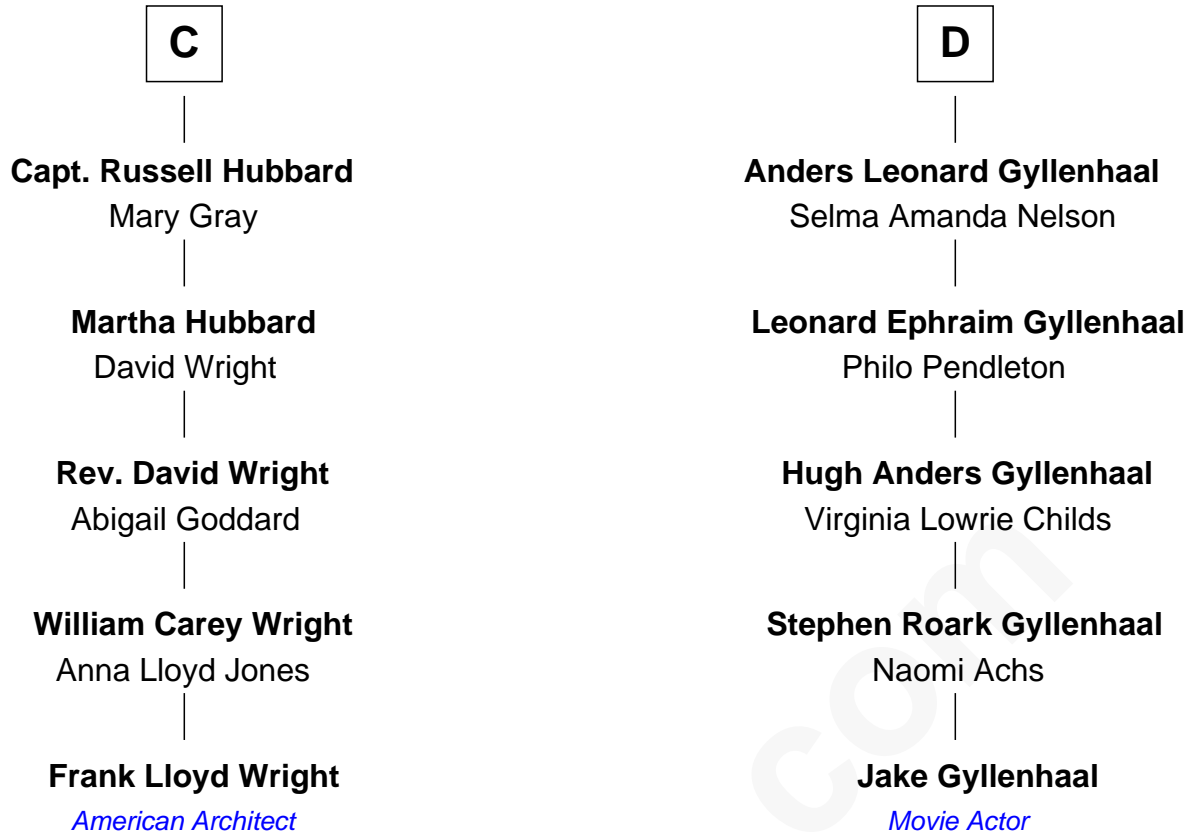 C
Capt. Russell Hubbard
Mary Gray
Martha Hubbard
David Wright
Rev. David Wright
Abigail Goddard
William Carey Wright
Anna Lloyd Jones
Frank Lloyd Wright
American Architect
D
Anders Leonard Gyllenhaal
Selma Amanda Nelson
Leonard Ephraim Gyllenhaal
Philo Pendleton
Hugh Anders Gyllenhaal
Virginia Lowrie Childs
Stephen Roark Gyllenhaal
Naomi Achs
Jake Gyllenhaal
Movie Actor
com